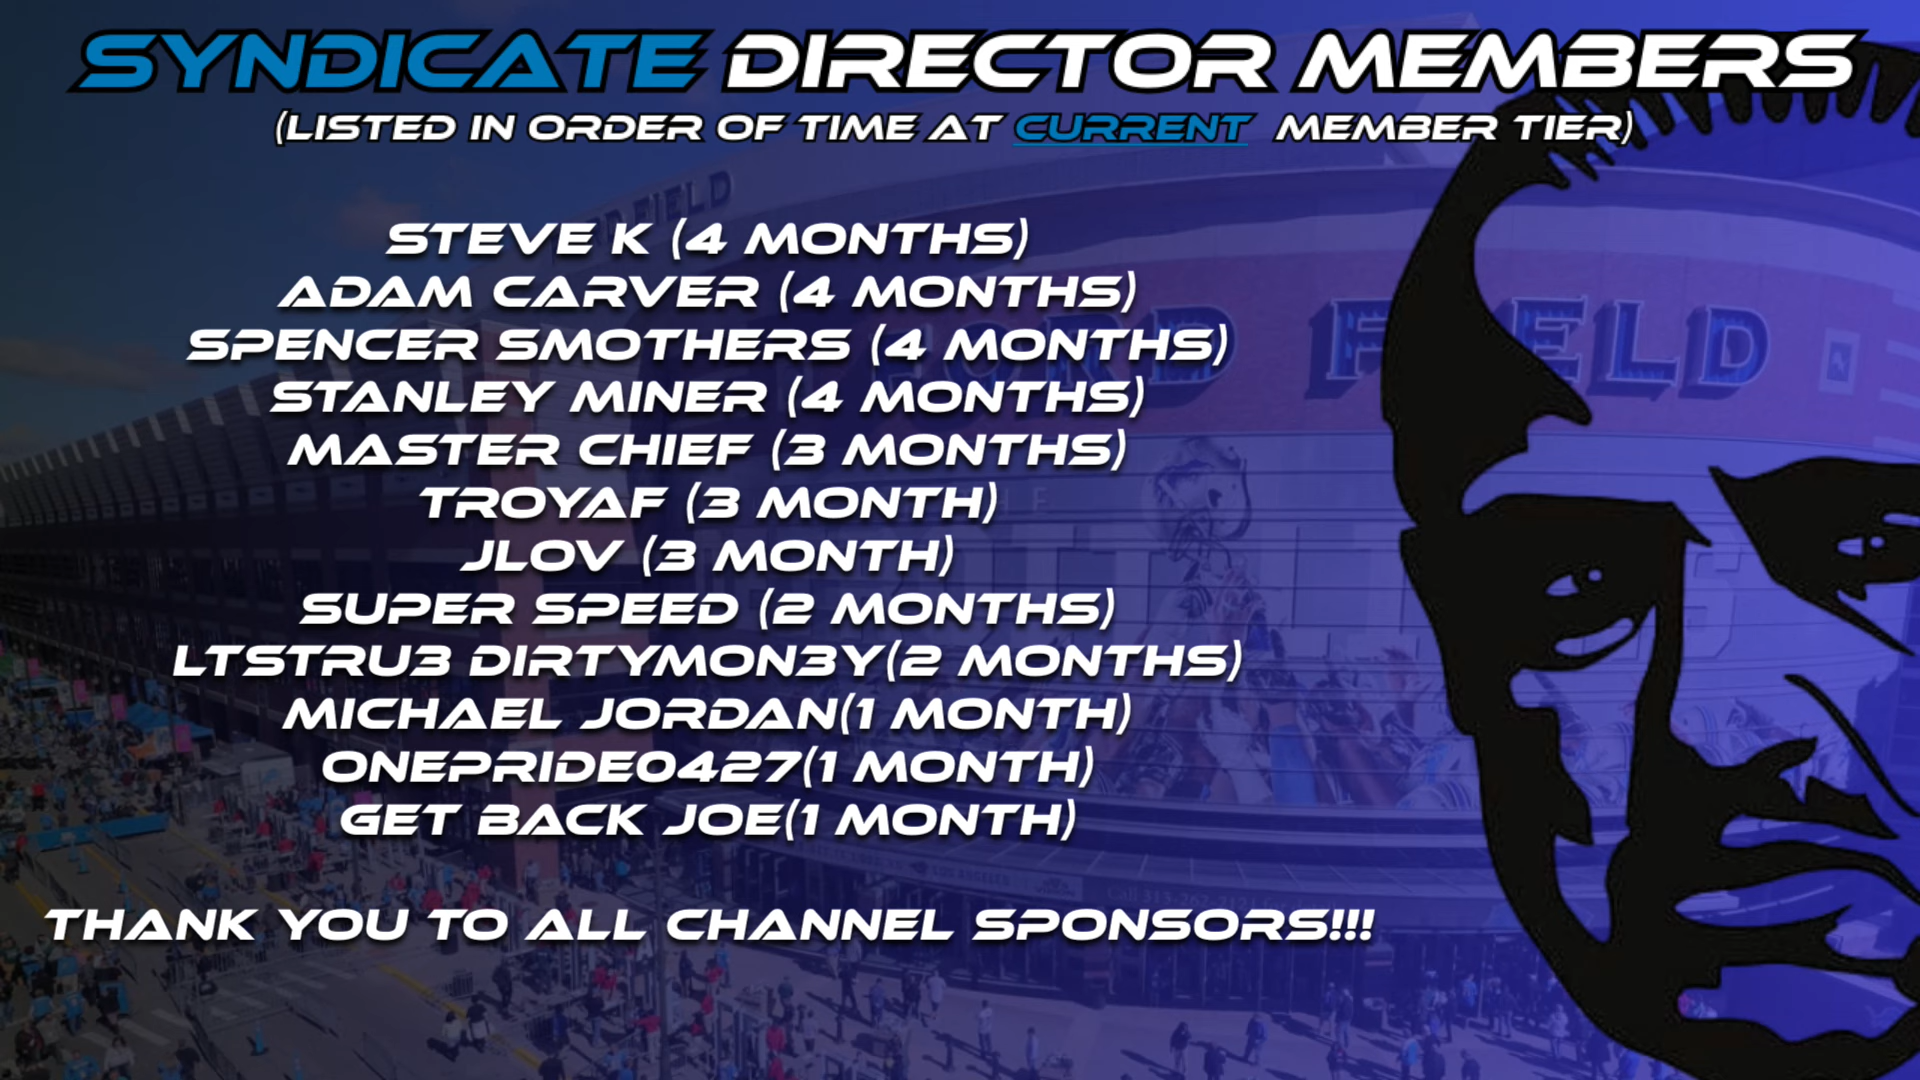 SYNDICATE DIRECTOR MEMBERS
(LISTED IN ORDER OF TIME AT CURRENT MEMBER TIER)
FIELD
STEVE K (4 MONTHS)
ADAM CARVER (4 MONTHS)
SPENCER SMOTHERS (4 MONTHS)
FORD FIELD
STANLEY MINER (4 MONTHS)
MASTER CHIEF (3 MONTHS)
TROYAF (3 MONTH)
JLOV (3 MONTH)
SUPER SPEED (2 MONTHS)
LTSTRU3 DIRTYMON3Y(2 MONTHS)
MICHAEL JORDAN(1 MONTH)
ONEPRIDE0427(1 MONTH)
GET BACK JOE(1 MONTH)
THANK YOU TO ALL CHANNEL SPONSORS!!!